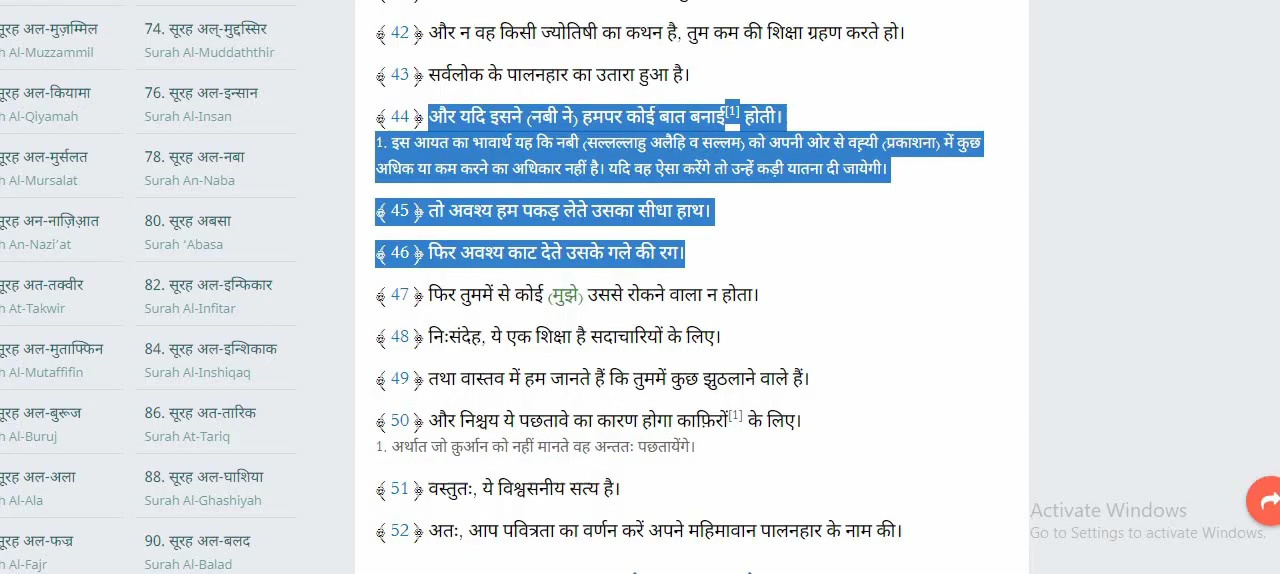 ूरह अल-मुज़म्मिल
h Al-Muzzammil
ूरह अल-कियामा
h Al-Qiyamah
ूरह अल-मुर्सलत
h Al-Mursalat
ूरह अन-नाज़िआ़त
h An-Nazi'at
ूरह अत-तक्वीर
h At-Takwir
ूरह अल-मुताफ्फिन
h Al-Mutaffifin
ूरह अल-बुरूज
h Al-Buruj
ूरह अल-अला
h Al-Ala
ूरह अल-फज्र
h Al-Fajr
74. सूरह अल्-मुद्दस्सिर
Surah Al-Muddaththir
76. सूरह अल-इन्सान
Surah Al-Insan
78. सूरह अल-नबा
Surah An-Naba
80. सूरह अबसा
Surah ‘Abasa
82. सूरह अल-इन्फिकार
Surah Al-Infitar
84. सूरह अल-इन्शिकाक
Surah Al-Inshiqaq
86. सूरह अत-तारिक
Surah At-Tariq
88. सूरह अल-घाशिया
Surah Al-Ghashiyah
90. सूरह अल-बलद
Surah Al-Balad
﴾ 42 ﴿ और न वह किसी ज्योतिषी का कथन है, तुम कम की शिक्षा ग्रहण करते हो।
﴾ 43 ﴿ सर्वलोक के पालनहार का उतारा हुआ है।
﴾ 44 ﴿ और यदि इसने (नबी ने) हमपर कोई बात बनाई[1] होती।
1. इस आयत का भावार्थ यह कि नबी (सल्लल्लाहु अलैहि व सल्लम) को अपनी ओर से वह़्यी (प्रकाशना) में कुछ
अधिक या कम करने का अधिकार नहीं है। यदि वह ऐसा करेंगे तो उन्हें कड़ी यातना दी जायेगी।
﴾ 45 ﴿ तो अवश्य हम पकड़ लेते उसका सीधा हाथ।
﴾ 46 ﴿ फिर अवश्य काट देते उसके गले की रग।
﴾ 47 ﴿ फिर तुममें से कोई (मुझे) उससे रोकने वाला न होता।
﴾ 48 ﴿ निःसंदेह, ये एक शिक्षा है सदाचारियों के लिए।
﴾ 49 ﴿ तथा वास्तव में हम जानते हैं कि तुममें कुछ झुठलाने वाले हैं।
﴾ 50 ﴿ और निश्चय ये पछतावे का कारण होगा काफ़िरों[1] के लिए।
1. अर्थात जो क़ुर्आन को नहीं मानते वह अन्ततः पछतायेंगे।
﴾ 51 ﴿ वस्तुतः, ये विश्वसनीय सत्य है।
﴾ 52 ﴿ अतः, आप पवित्रता का वर्णन करें अपने महिमावान पालनहार के नाम की।
Activate Windows
Go to Settings to activate Windows.